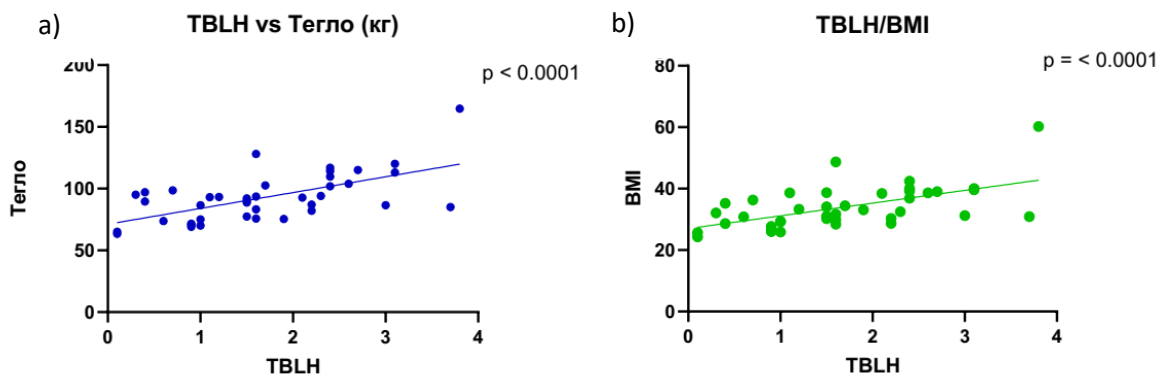 a)
TBLH vs Тегло (кг)
p < 0.0001
200
150
100
50
0
Тегло
0 1 2 3 4
TBLH
b)
TBLH/BMI
p = < 0.0001
80
60
40
20
0
BMI
0 1 2 3 4
TBLH